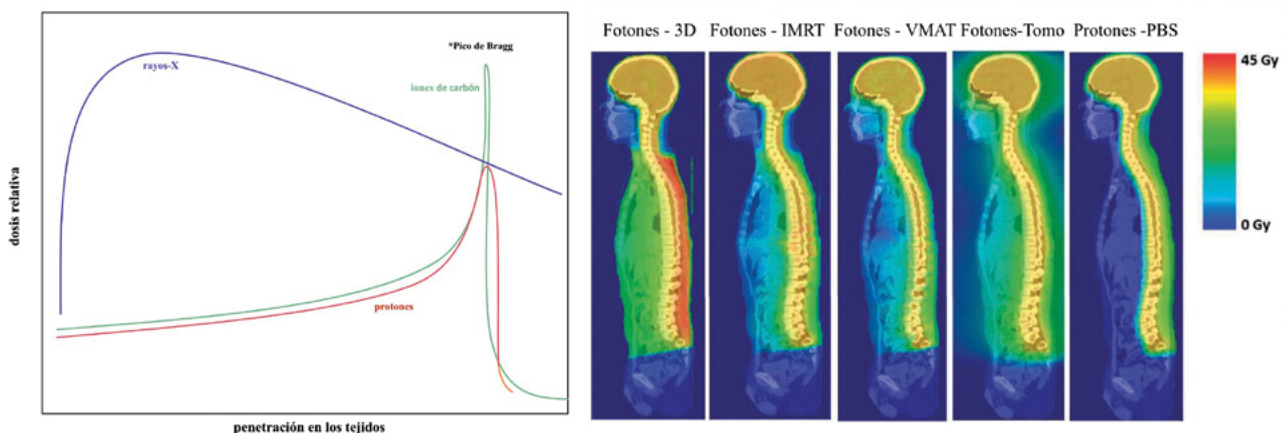 *Pico de Bragg
rayos-X
iones de carbón
protones
dosis relativa
penetración en los tejidos
Fotones - 3D
Fotones - IMRT
Fotones - VMAT
Fotones-Tomo
Protones -PBS
45 Gy
0 Gy